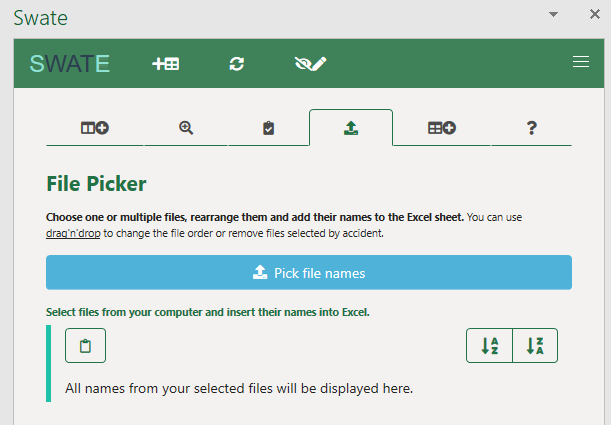 Swate
SWATE
File Picker
Choose one or multiple files, rearrange them and add their names to the Excel sheet. You can use
drag'n'drop to change the file order or remove files selected by accident.
Pick file names
Select files from your computer and insert their names into Excel.
All names from your selected files will be displayed here.